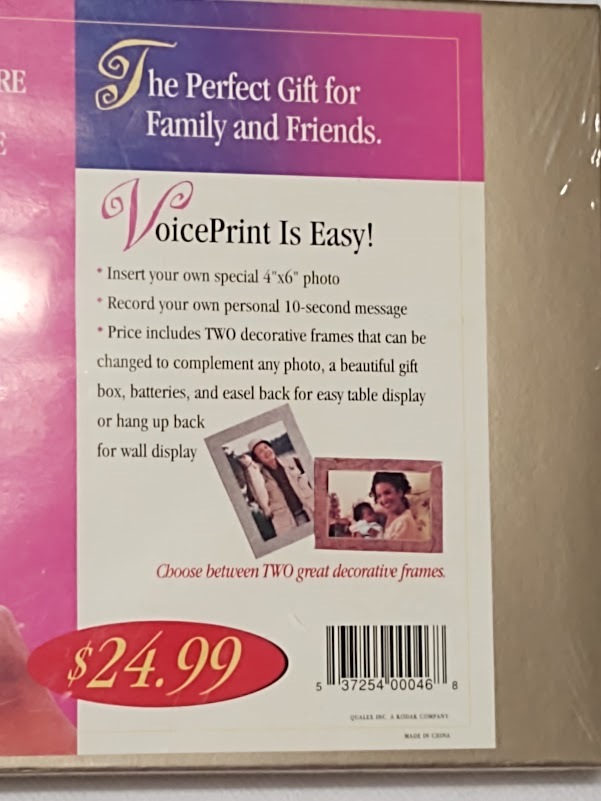 RE
E
The Perfect Gift for
Family and Friends.
VoicePrint Is Easy!
* Insert your own special 4"x6" photo
* Record your own personal 10-second message
* Price includes TWO decorative frames that can be
changed to complement any photo, a beautiful gift
box, batteries, and easel back for easy table display
or hang up back
for wall display
Choose between TWO great decorative frames.
$24.99
5 37254 00046 8
QUALEX INC. A KODAK COMPANY
MADE IN CHINA